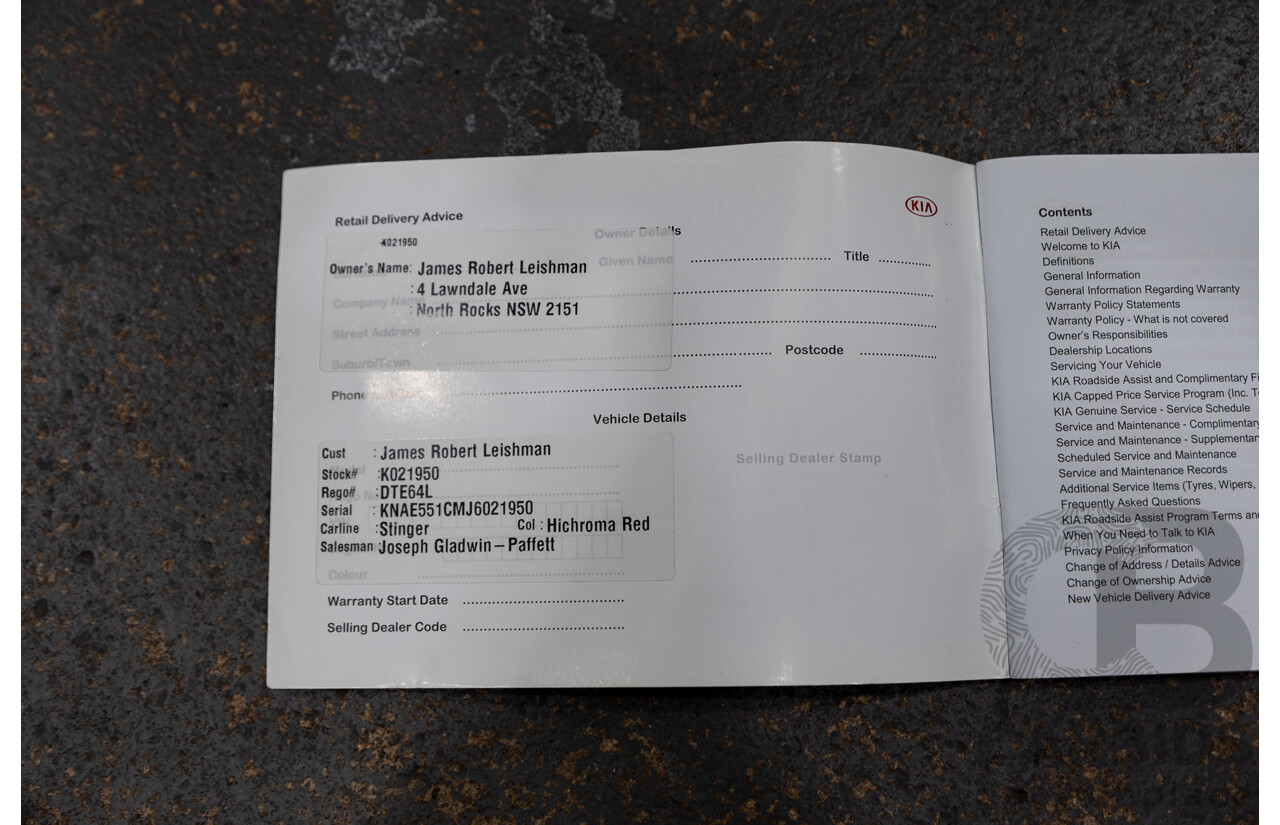 Retail Delivery Advice
KIA
K021950
Owner Details
Owner's Name: James Robert Leishman
Given Name
Title
: 4 Lawndale Ave
Company Name
: North Rocks NSW 2151
Street Address
Suburb/Town
Postcode
Phone
Vehicle Details
Cust : James Robert Leishman
Selling Dealer Stamp
Stock# : K021950
Rego# : DTE64L
Serial : KNAE551CMJ6021950
Carline : Stinger Col : Hichroma Red
Salesman : Joseph Gladwin – Paffett
Colour
Warranty Start Date
Selling Dealer Code
Contents
Retail Delivery Advice
Welcome to KIA
Definitions
General Information
General Information Regarding Warranty
Warranty Policy Statements
Warranty Policy - What is not covered
Owner's Responsibilities
Dealership Locations
Servicing Your Vehicle
KIA Roadside Assist and Complimentary
KIA Capped Price Service Program (Inc.
KIA Genuine Service - Service Schedule
Service and Maintenance - Complimentary
Service and Maintenance - Supplementar
Scheduled Service and Maintenance
Service and Maintenance Records
Additional Service Items (Tyres, Wipers,
Frequently Asked Questions
KIA Roadside Assist Program Terms and
When You Need to Talk to KIA
Privacy Policy Information
Change of Address / Details Advice
Change of Ownership Advice
New Vehicle Delivery Advice